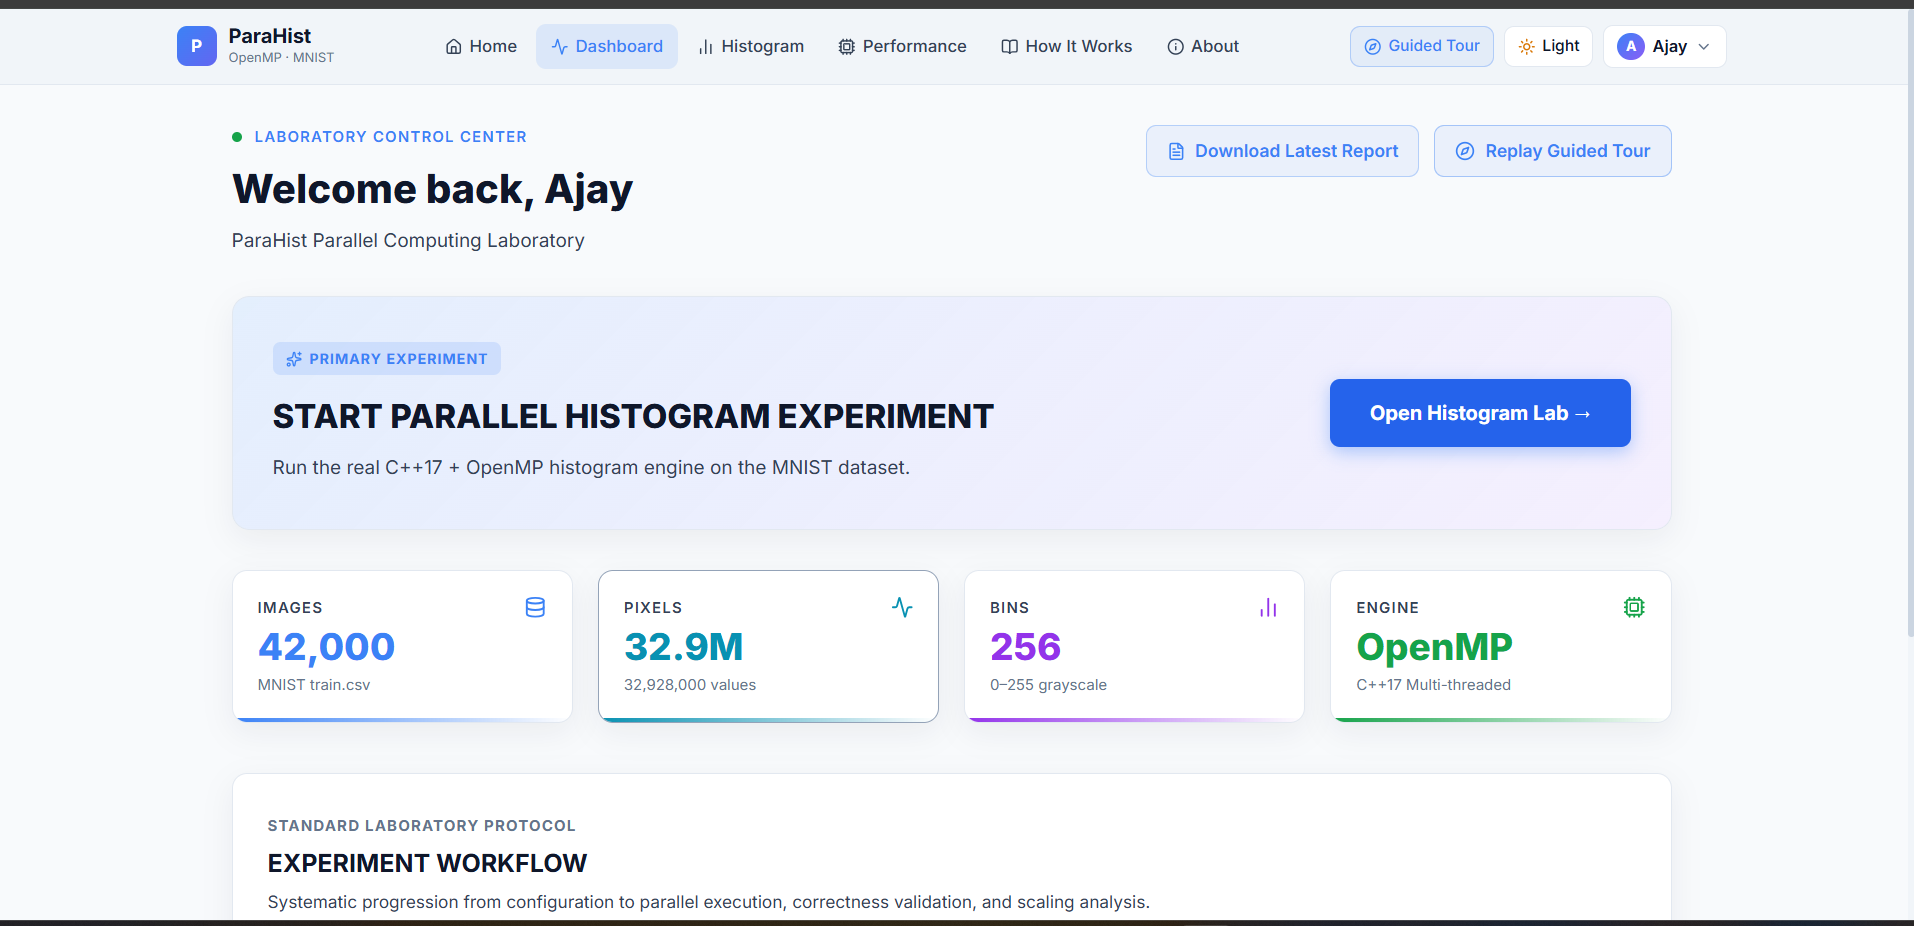 P
ParaHist
OpenMP · MNIST
Home
Dashboard
Histogram
Performance
How It Works
About
Guided Tour
Light
A
Ajay
LABORATORY CONTROL CENTER
Welcome back, Ajay
ParaHist Parallel Computing Laboratory
Download Latest Report
Replay Guided Tour
PRIMARY EXPERIMENT
START PARALLEL HISTOGRAM EXPERIMENT
Run the real C++17 + OpenMP histogram engine on the MNIST dataset.
Open Histogram Lab →
IMAGES
42,000
MNIST train.csv
PIXELS
32.9M
32,928,000 values
BINS
256
0–255 grayscale
ENGINE
OpenMP
C++17 Multi-threaded
STANDARD LABORATORY PROTOCOL
EXPERIMENT WORKFLOW
Systematic progression from configuration to parallel execution, correctness validation, and scaling analysis.